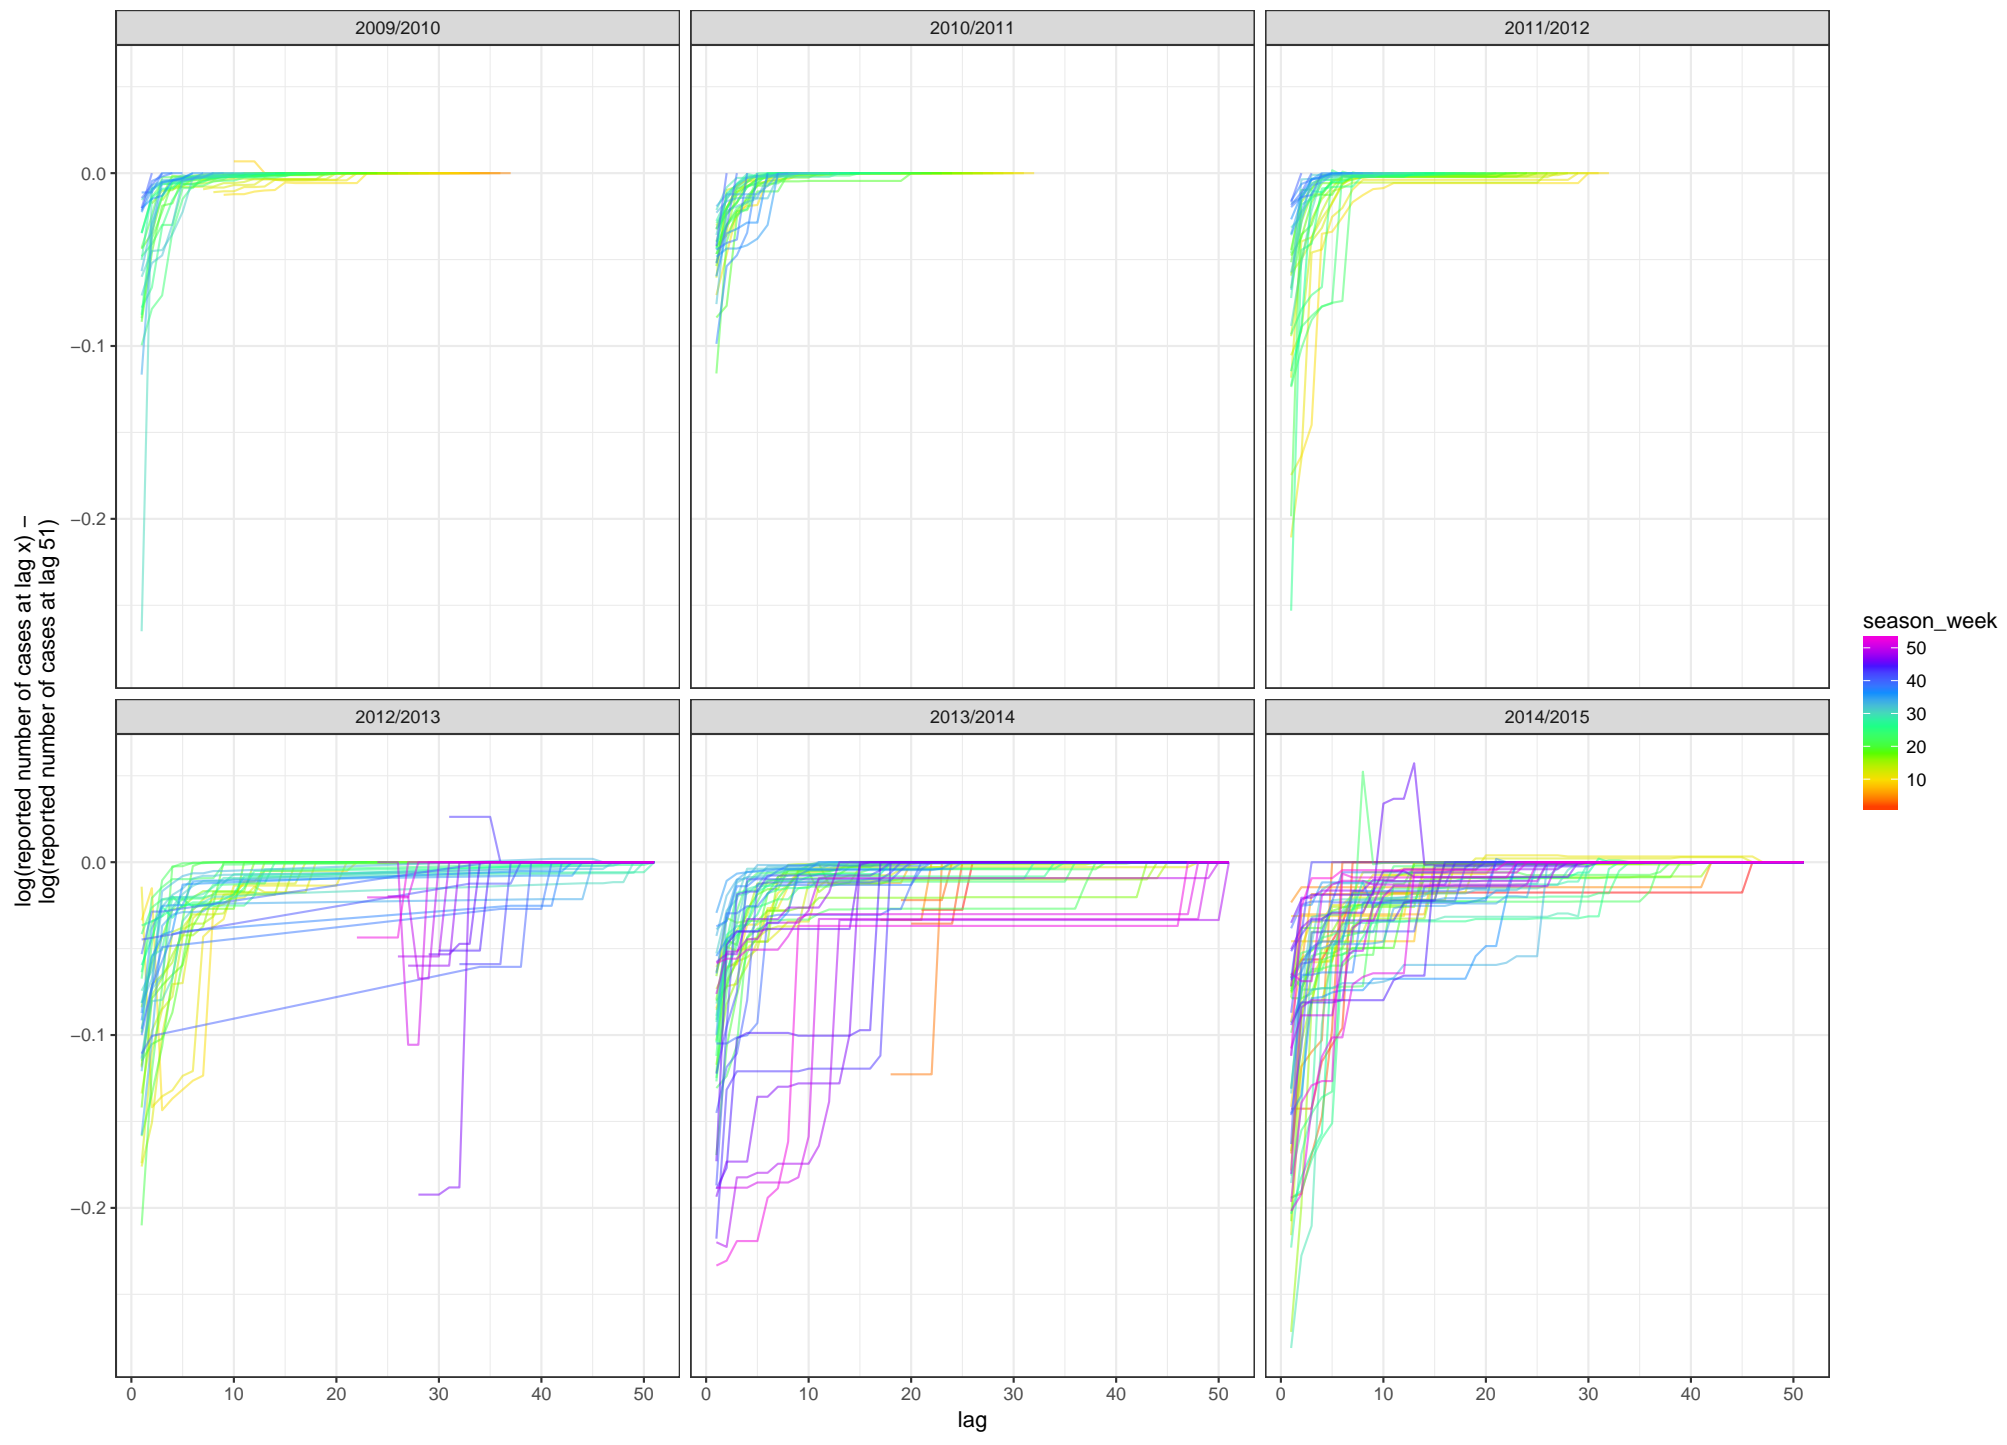 2009/2010 2010/2011 2011/2012
0.0
−0.1
−0.2
log(reported number of cases at lag x) −
log(reported number of cases at lag 51)
season_week
50
40
30
20
10
2012/2013 2013/2014 2014/2015
0.0
−0.1
−0.2
0 10 20 30 40 50 0 10 20 30 40 50 0 10 20 30 40 50
lag